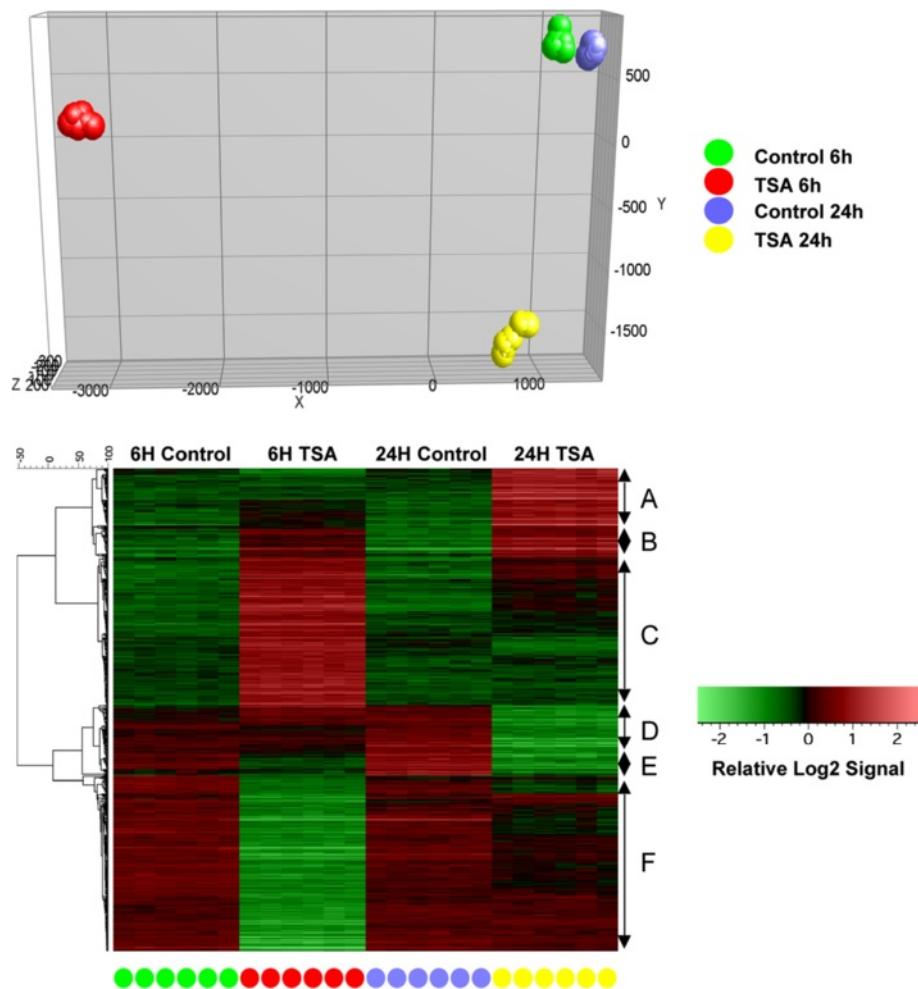 500
0
-500
Y
-1000
-1500
Z 200 -3000 -2000 -1000 0 1000
X
Control 6h
TSA 6h
Control 24h
TSA 24h
-50 0 50 100
6H Control 6H TSA 24H Control 24H TSA
A
B
C
D
E
F
-2 -1 0 1 2
Relative Log2 Signal